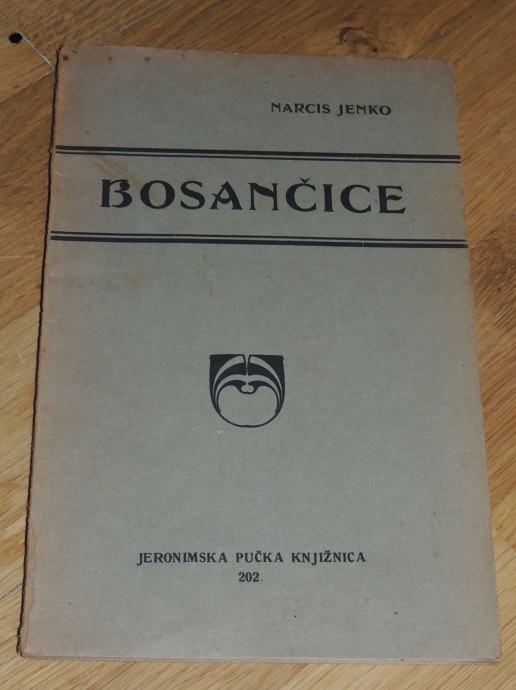 NARCIS JENKO
BOSANČICE
JERONIMSKA PUČKA KNJIŽNICA
202.